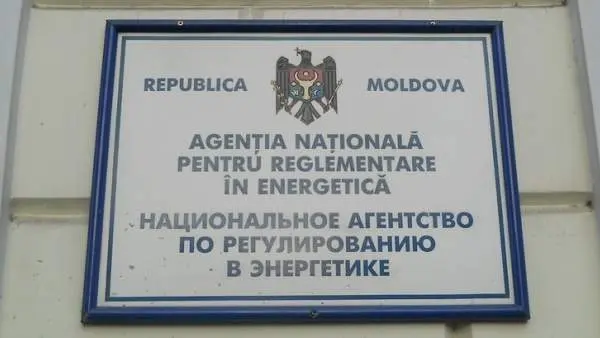 REPUBLICA MOLDOVA
AGENȚIA NAȚIONALĂ
PENTRU REGLEMENTARE
ÎN ENERGETICĂ
НАЦИОНАЛЬНОЕ АГЕНТСТВО
ПО РЕГУЛИРОВАНИЮ
В ЭНЕРГЕТИКЕ